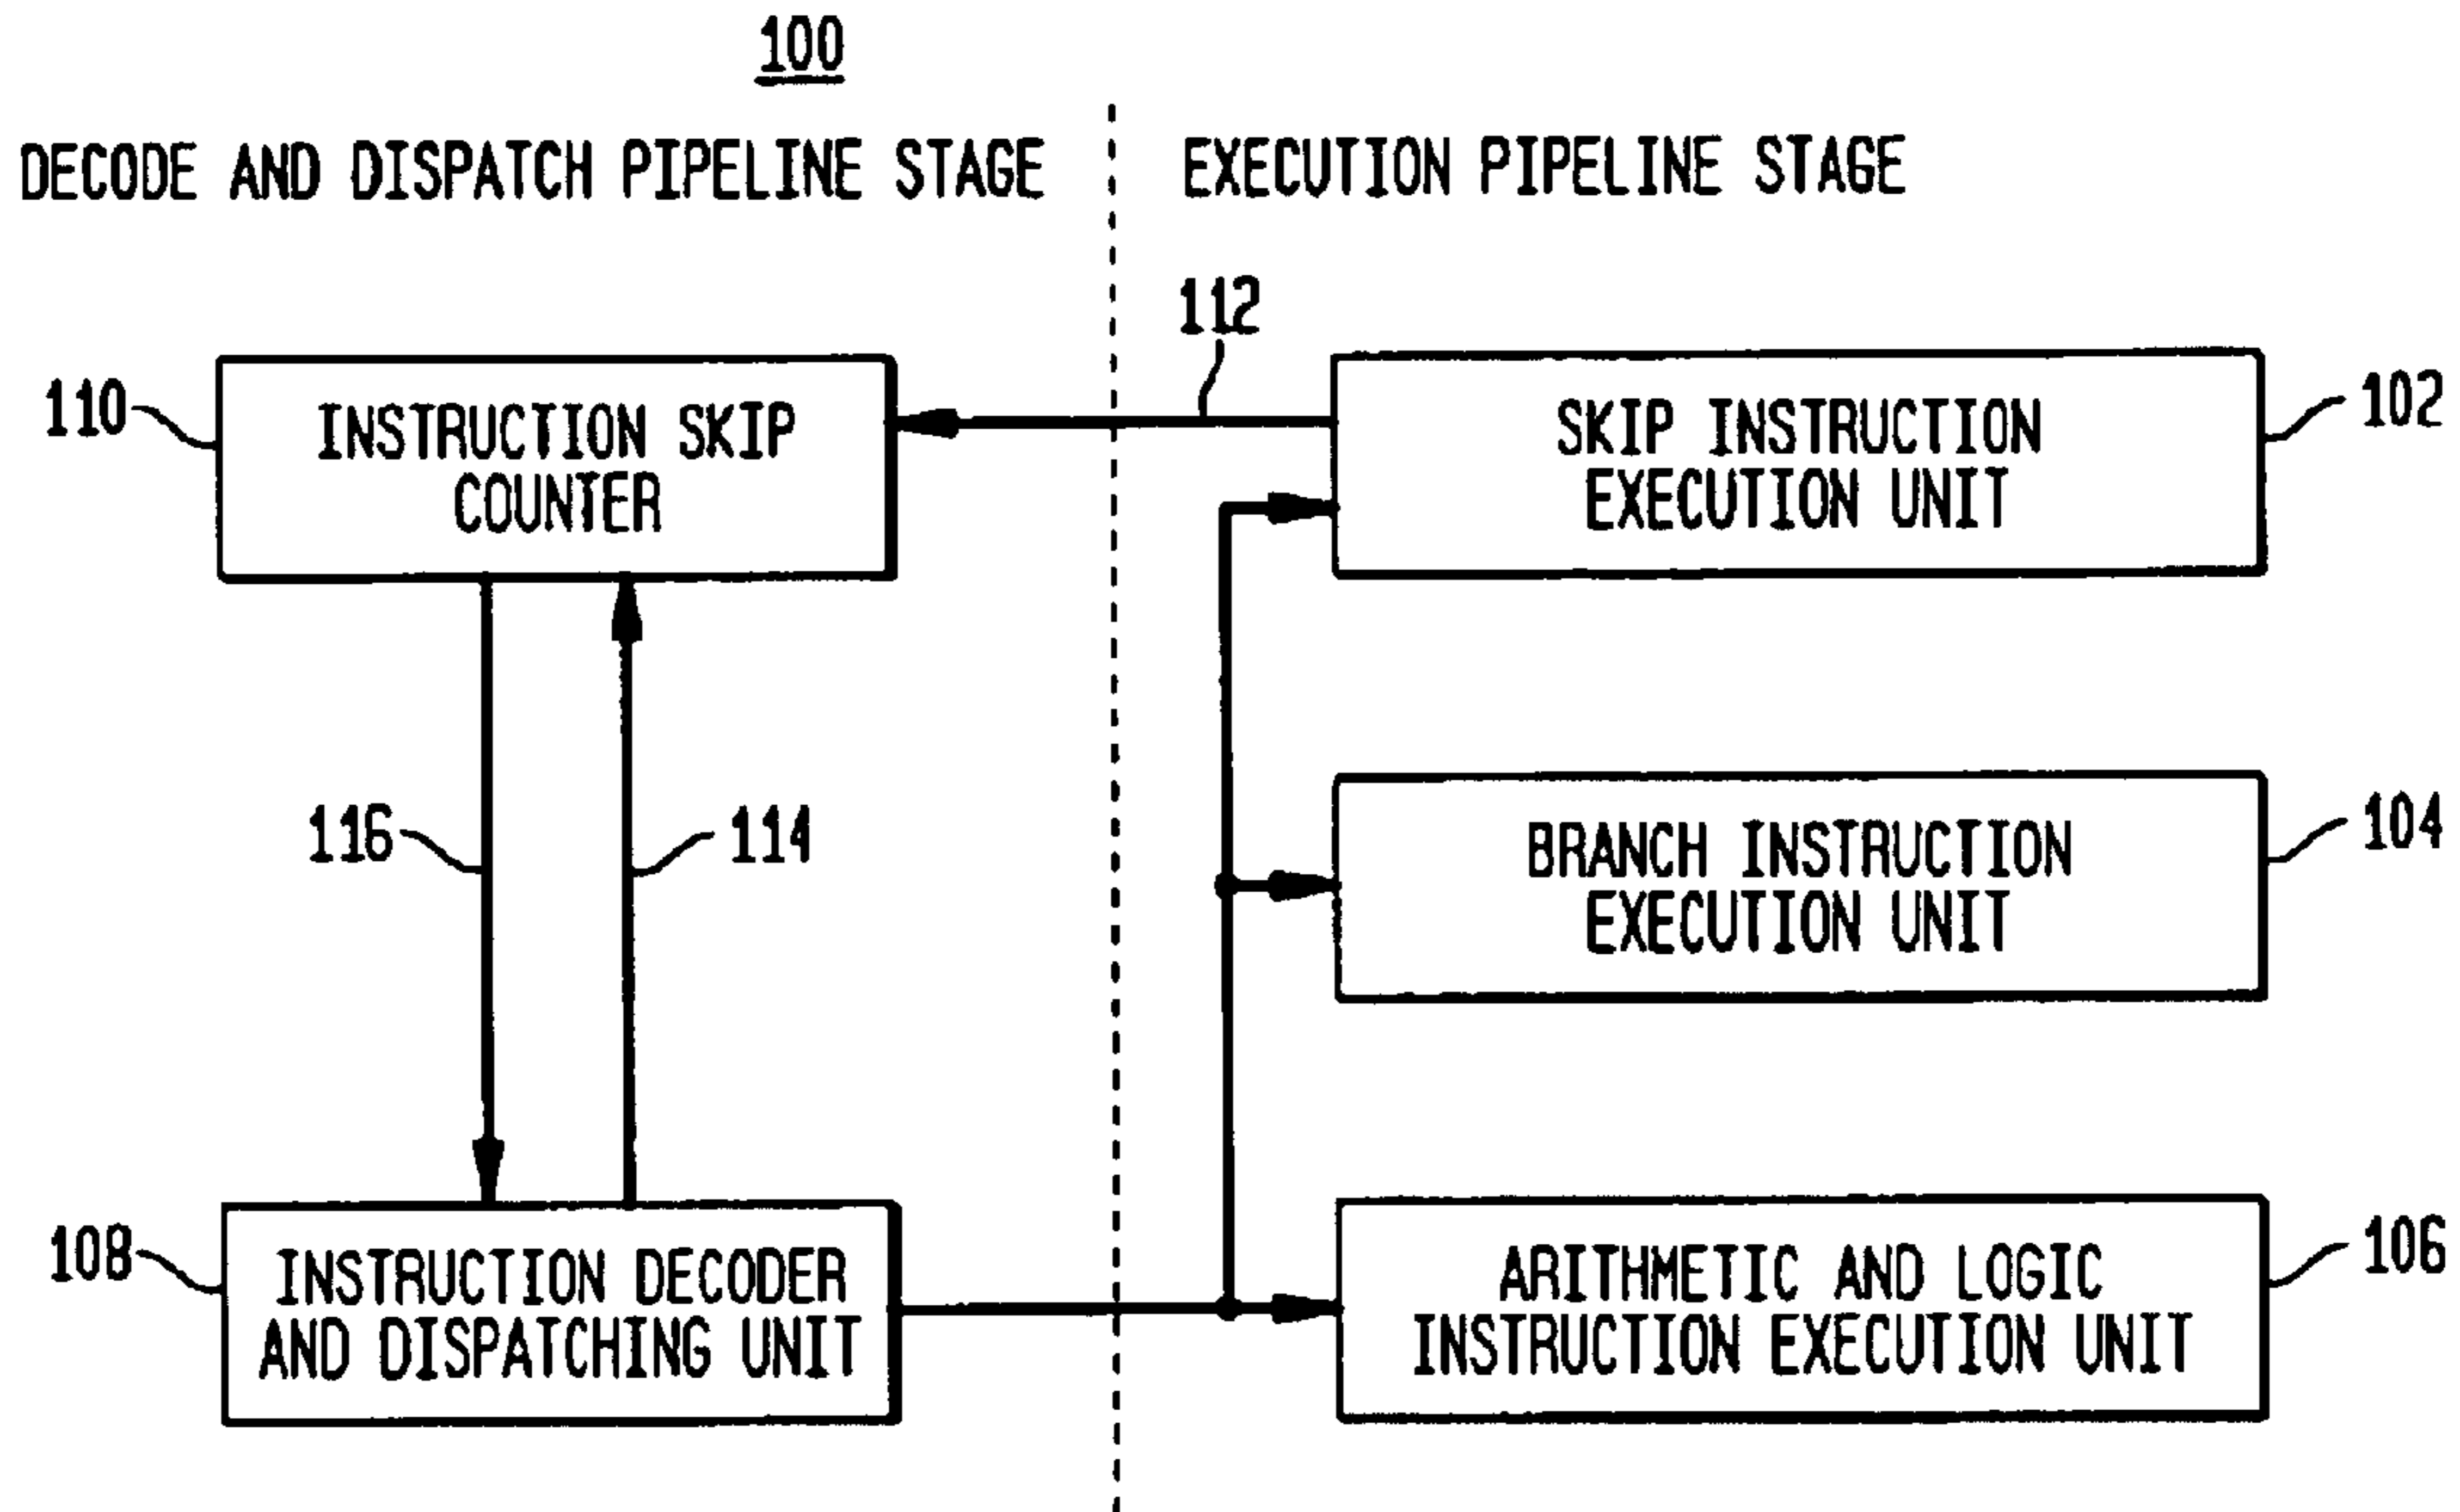 100
DECODE AND DISPATCH PIPELINE STAGE
EXECUTION PIPELINE STAGE
112
110
INSTRUCTION SKIP
COUNTER
SKIP INSTRUCTION
EXECUTION UNIT
102
116
114
BRANCH INSTRUCTION
EXECUTION UNIT
104
108
INSTRUCTION DECODER
AND DISPATCHING UNIT
ARITHMETIC AND LOGIC
INSTRUCTION EXECUTION UNIT
106